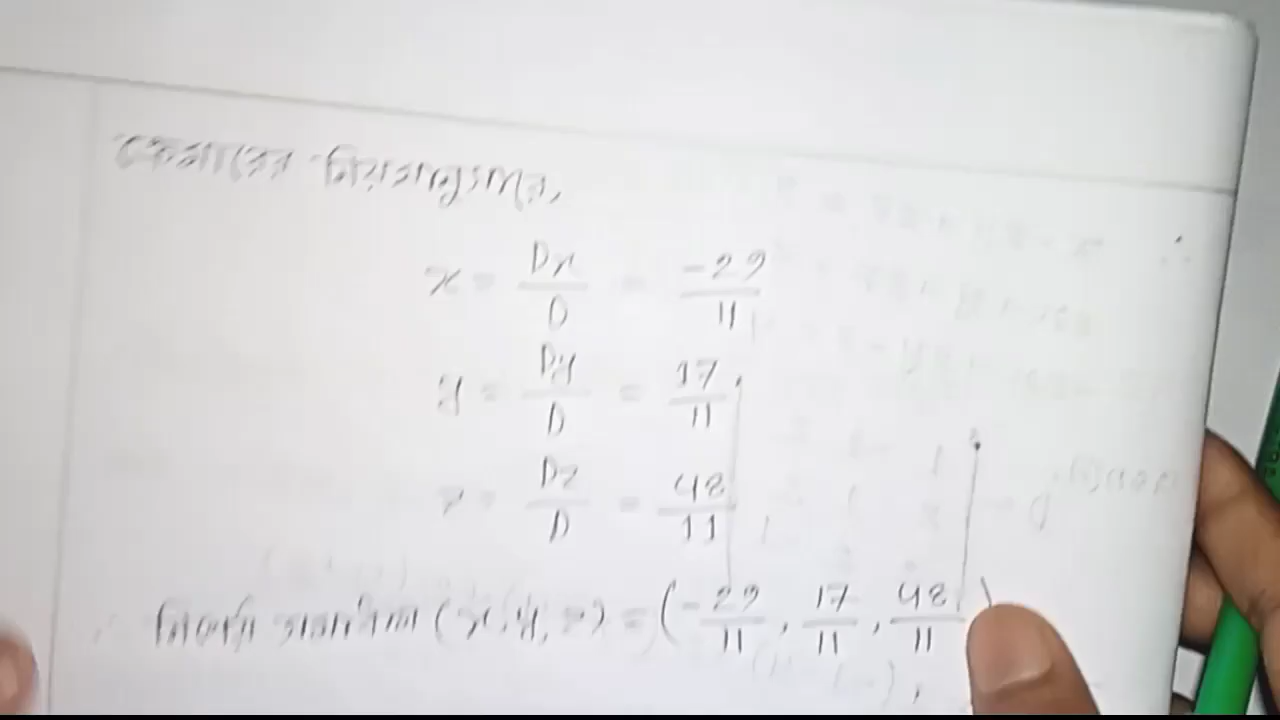 ক্রেমারের নিয়মানুসারে,
x = Dx/D = -29/11
y = Dy/D = 17/11
z = Dz/D = 48/11
∴ নির্ণেয় সমাধান (x, y, z) = (-29/11, 17/11, 48/11)